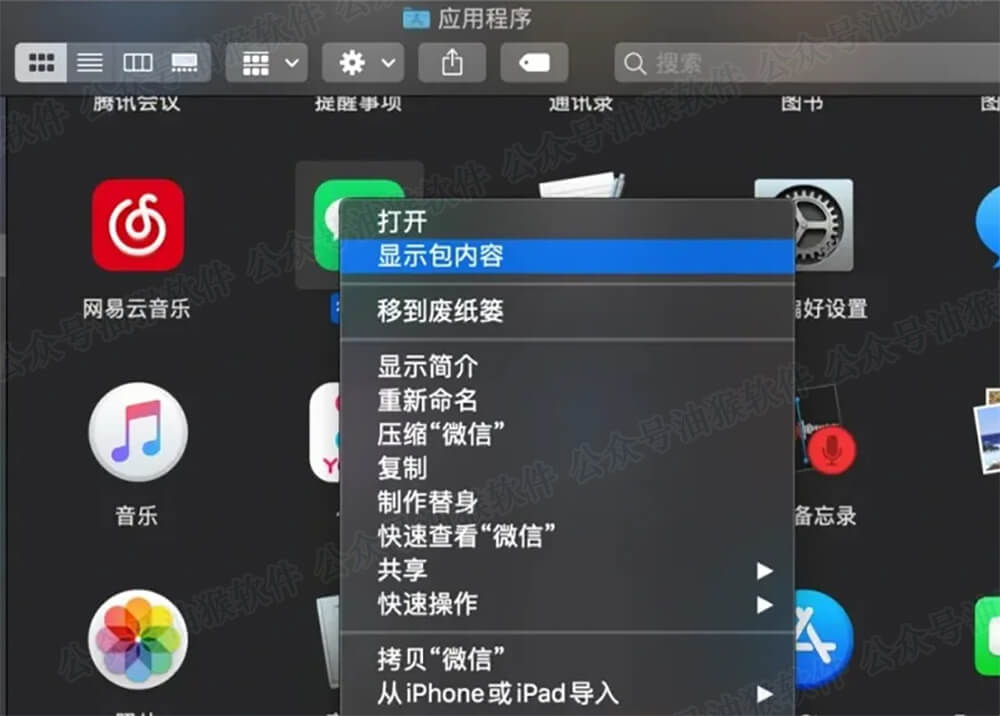 应用程序
搜索
腾讯会议
提醒事项
通讯录
图书
网易云音乐
打开
显示包内容
移到废纸篓
显示简介
重新命名
压缩“微信”
复制
制作替身
快速查看“微信”
共享
快速操作
拷贝“微信”
从iPhone或iPad导入
好设置
音乐
备忘录
公众号油猴软件